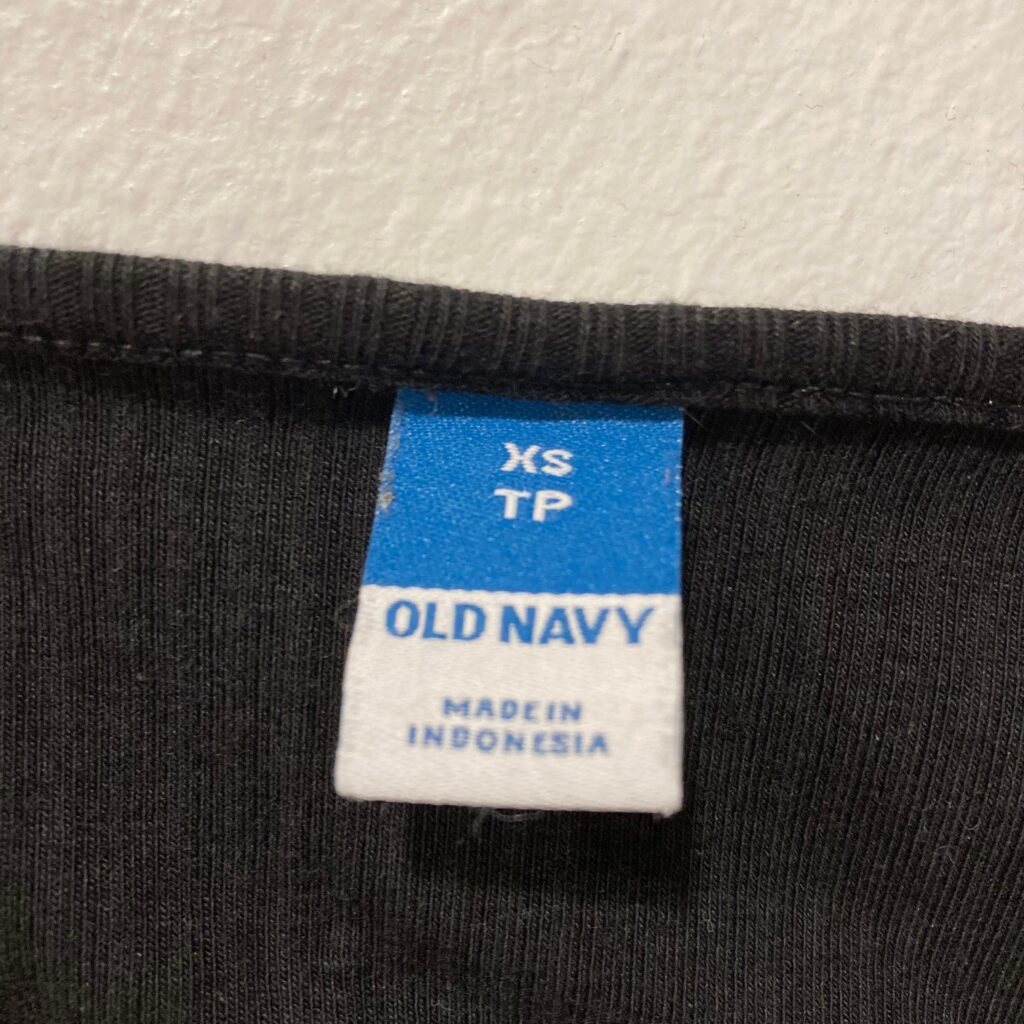 XS
TP
OLD NAVY
MADE IN
INDONESIA